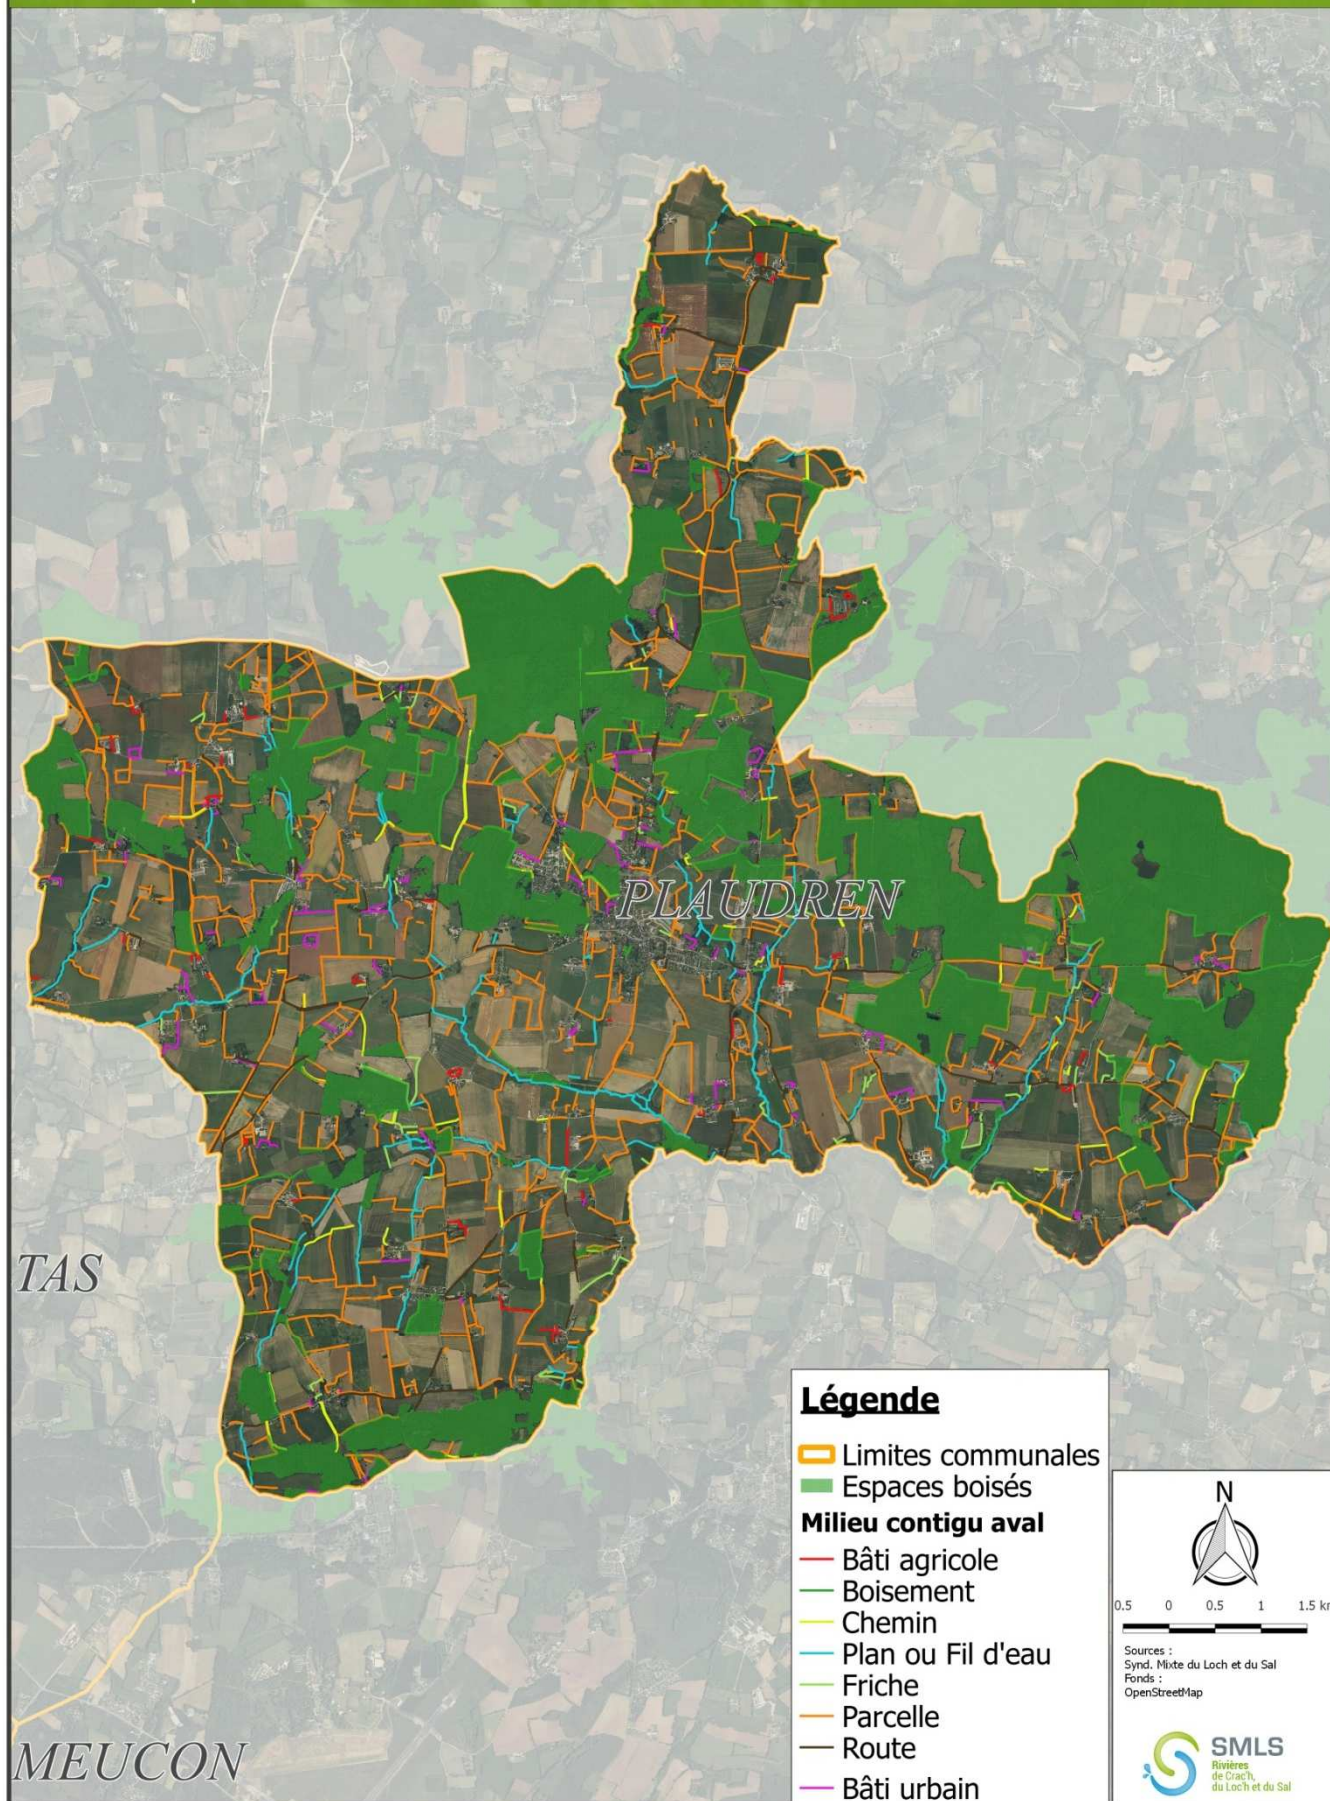 PLAUDREN
TAS
MEUCON
Légende
Limites communales
Espaces boisés
Milieu contigu aval
Bâti agricole
Boisement
Chemin
Plan ou Fil d'eau
Friche
Parcelle
Route
Bâti urbain
N
0.5 0 0.5 1 1.5 km
Sources :
Synd. Mixte du Loch et du Sal
Fonds :
OpenStreetMap
SMLS
Rivières
de Crac'h,
du Loc'h et du Sal